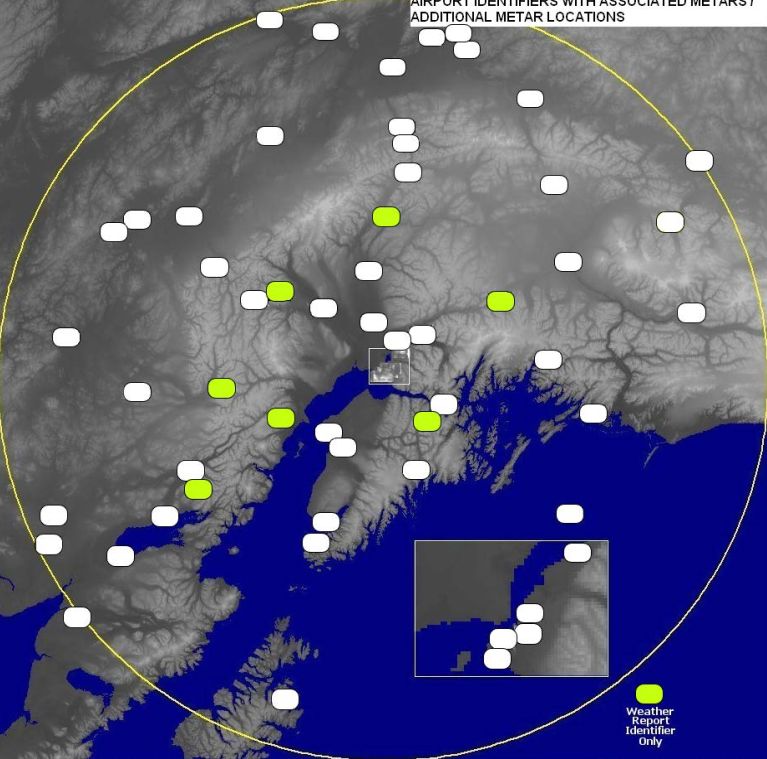 AIRPORT IDENTIFIERS WITH ASSOCIATED METARS /
ADDITIONAL METAR LOCATIONS
Weather
Report
Identifier
Only